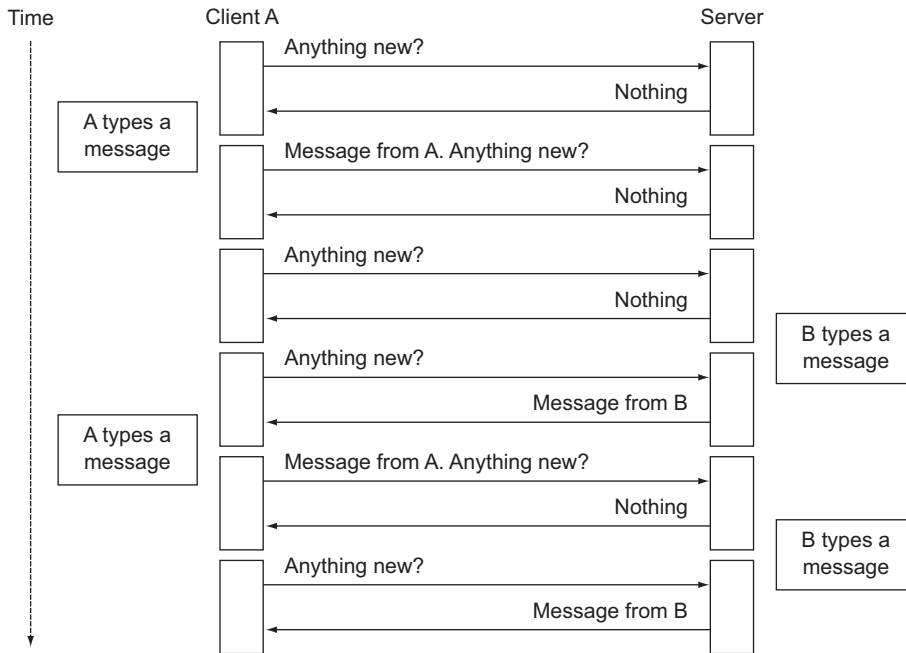 Time
Client A
Server
Anything new?
Nothing
A types a
message
Message from A. Anything new?
Nothing
Anything new?
Nothing
B types a
message
Anything new?
Message from B
A types a
message
Message from A. Anything new?
Nothing
B types a
message
Anything new?
Message from B